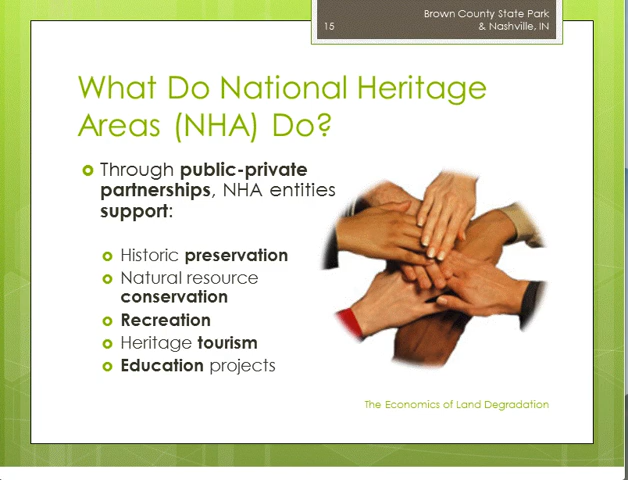 Brown County State Park
15
& Nashville, IN
What Do National Heritage
Areas (NHA) Do?
Through public-private
partnerships, NHA entities
support:
Historic preservation
Natural resource
conservation
Recreation
Heritage tourism
Education projects
The Economics of Land Degradation